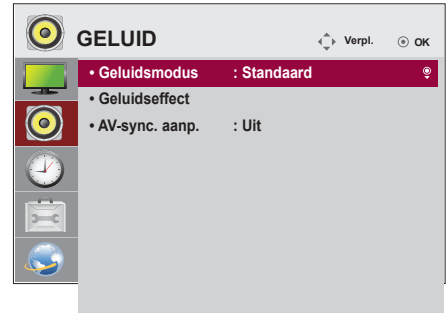 GELUID Verpl. OK
• Geluidsmodus : Standaard
• Geluidseffect
• AV-sync. aanp. : Uit